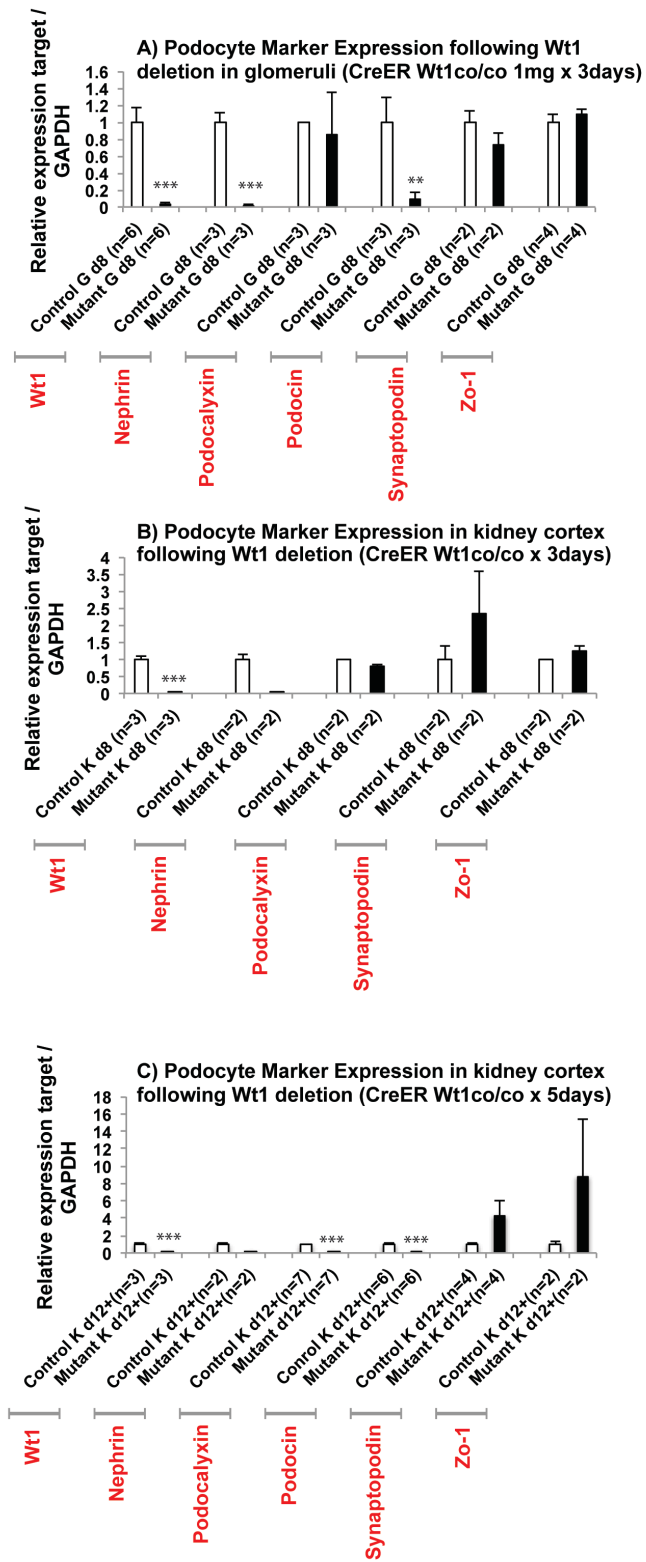 A) Podocyte Marker Expression following Wt1
deletion in glomeruli (CreER Wt1co/co 1mg x 3days)
Relative expression target /
GAPDH
1.6
1.4
1.2
1
0.8
0.6
0.4
0.2
0
***
***
**
Control G d8 (n=6)
Mutant G d8 (n=6)
Control G d8 (n=3)
Mutant G d8 (n=3)
Control G d8 (n=3)
Mutant G d8 (n=3)
Control G d8 (n=3)
Mutant G d8 (n=3)
Control G d8 (n=2)
Mutant G d8 (n=2)
Control G d8 (n=4)
Mutant G d8 (n=4)
Wt1
Nephrin
Podocalyxin
Podocin
Synaptopodin
Zo-1
B) Podocyte Marker Expression in kidney cortex
following Wt1 deletion (CreER Wt1co/co x 3days)
Relative expression target /
GAPDH
4
3.5
3
2.5
2
1.5
1
0.5
0
***
Control K d8 (n=3)
Mutant K d8 (n=3)
Control K d8 (n=2)
Mutant K d8 (n=2)
Control K d8 (n=2)
Mutant K d8 (n=2)
Control K d8 (n=2)
Mutant K d8 (n=2)
Control K d8 (n=2)
Mutant K d8 (n=2)
Wt1
Nephrin
Podocalyxin
Synaptopodin
Zo-1
C) Podocyte Marker Expression in kidney cortex
following Wt1 deletion (CreER Wt1co/co x 5days)
Relative expression target /
GAPDH
18
16
14
12
10
8
6
4
2
0
***
***
***
Control K d12+(n=3)
Mutant K d12+(n=3)
Control K d12+(n=2)
Mutant K d12+(n=2)
Control K d12+(n=7)
Mutant d12+(n=7)
Control K d12+(n=6)
Mutant K d12+(n=6)
Control K d12+(n=4)
Mutant K d12+(n=4)
Control K d12+(n=2)
Mutant K d12+(n=2)
Wt1
Nephrin
Podocalyxin
Podocin
Synaptopodin
Zo-1